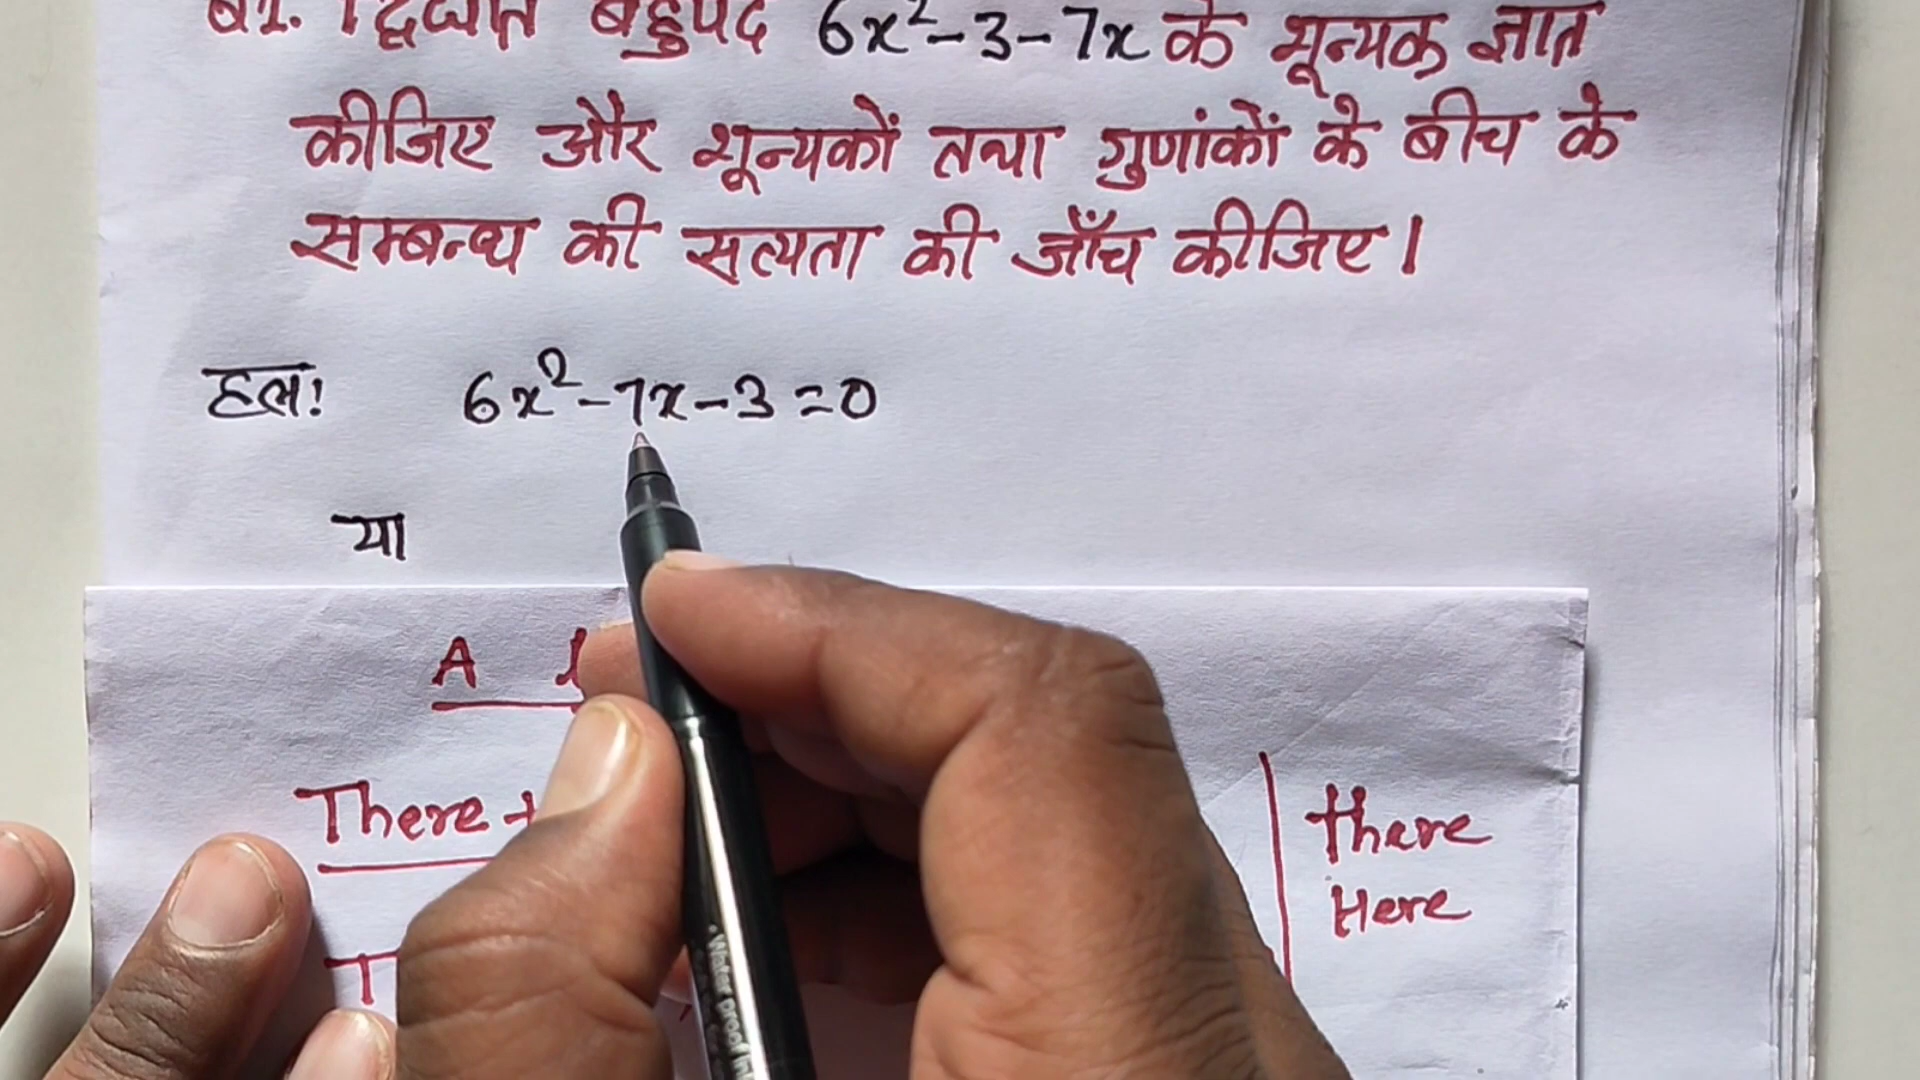 द्विघात बहुपद 6x²-3-7x के शून्यक ज्ञात
कीजिए और शून्यकों तथा गुणांकों के बीच के
सम्बन्ध की सत्यता की जाँच कीजिए।
हल: 6x²-7x-3=0
या
A
There
there
Here
T